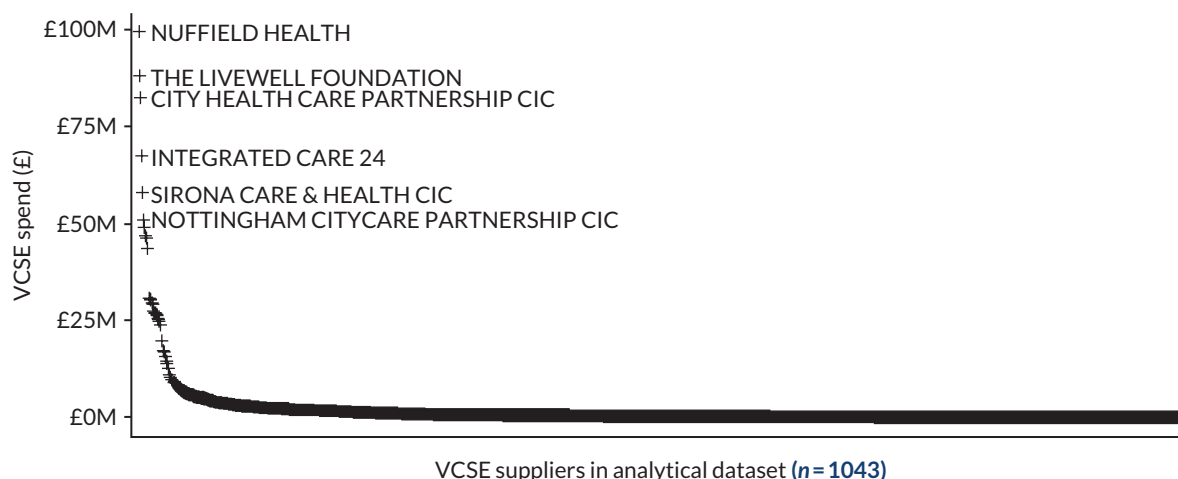 £100M
NUFFIELD HEALTH
THE LIVEWELL FOUNDATION
CITY HEALTH CARE PARTNERSHIP CIC
£75M
INTEGRATED CARE 24
SIRONA CARE & HEALTH CIC
£50M
NOTTINGHAM CITYCARE PARTNERSHIP CIC
£25M
£0M
VCSE spend (£)
VCSE suppliers in analytical dataset (n = 1043)